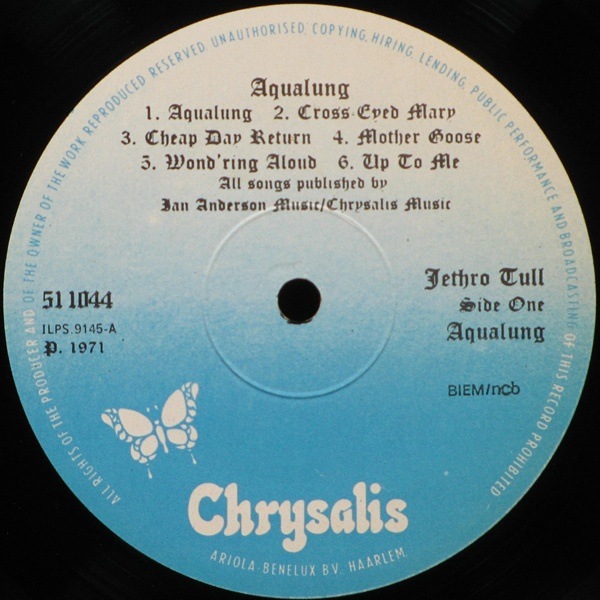 ALL RIGHTS OF THE PRODUCER AND OF THE OWNER OF THE WORK REPRODUCED RESERVED. UNAUTHORISED, COPYING, HIRING, LENDING, PUBLIC PERFORMANCE AND BROADCASTING OF THIS RECORD PROHIBITED
Aqualung
1. Aqualung 2. Cross-Eyed Mary
3. Cheap Day Return 4. Mother Goose
5. Wond'ring Aloud 6. Up To Me
All songs published by
Ian Anderson Music/Chrysalis Music
51 1044
ILPS.9145-A
P. 1971
Jethro Tull
Side One
Aqualung
BIEM/ncb
Chrysalis
ARIOLA-BENELUX B.V. HAARLEM.